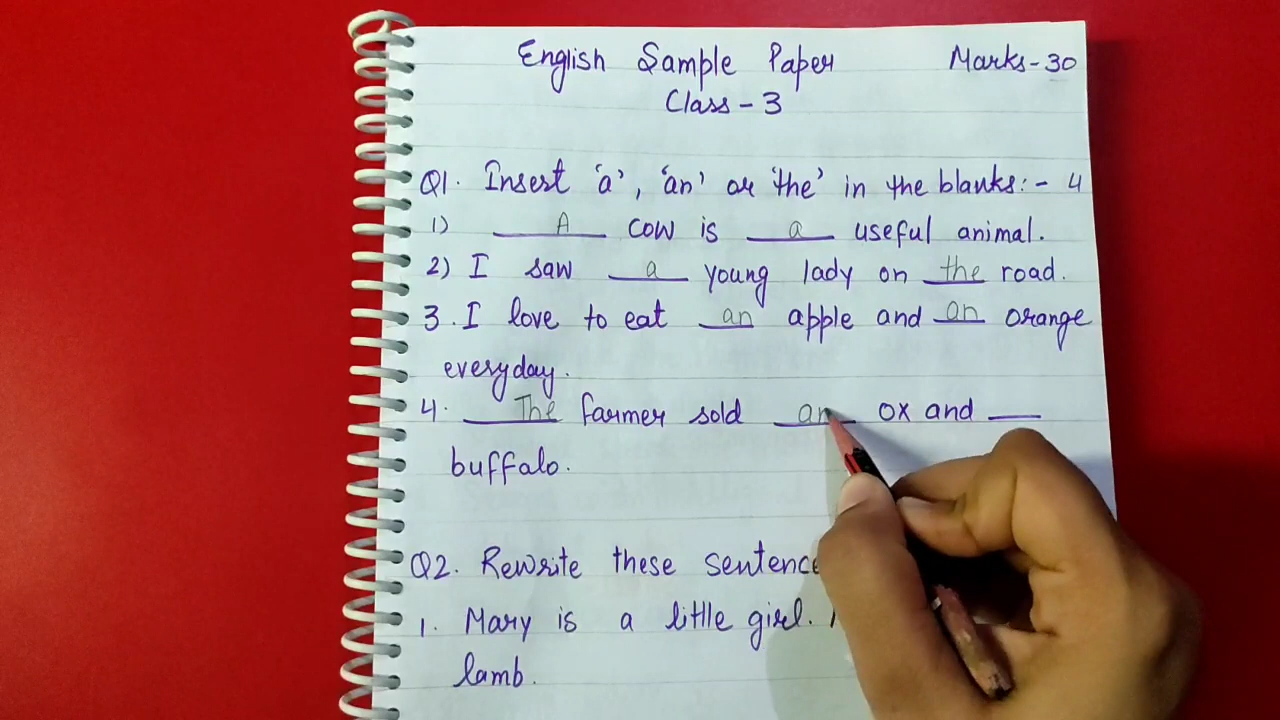 English Sample Paper Marks-30
Class-3
Q1. Insert 'a', 'an' or 'the' in the blanks:- 4
1) A cow is a useful animal.
2) I saw a young lady on the road.
3. I love to eat an apple and an orange
everyday.
4. The farmer sold an ox and ___
buffalo.
Q2. Rewrite these sentence
1. Mary is a little girl.
lamb.